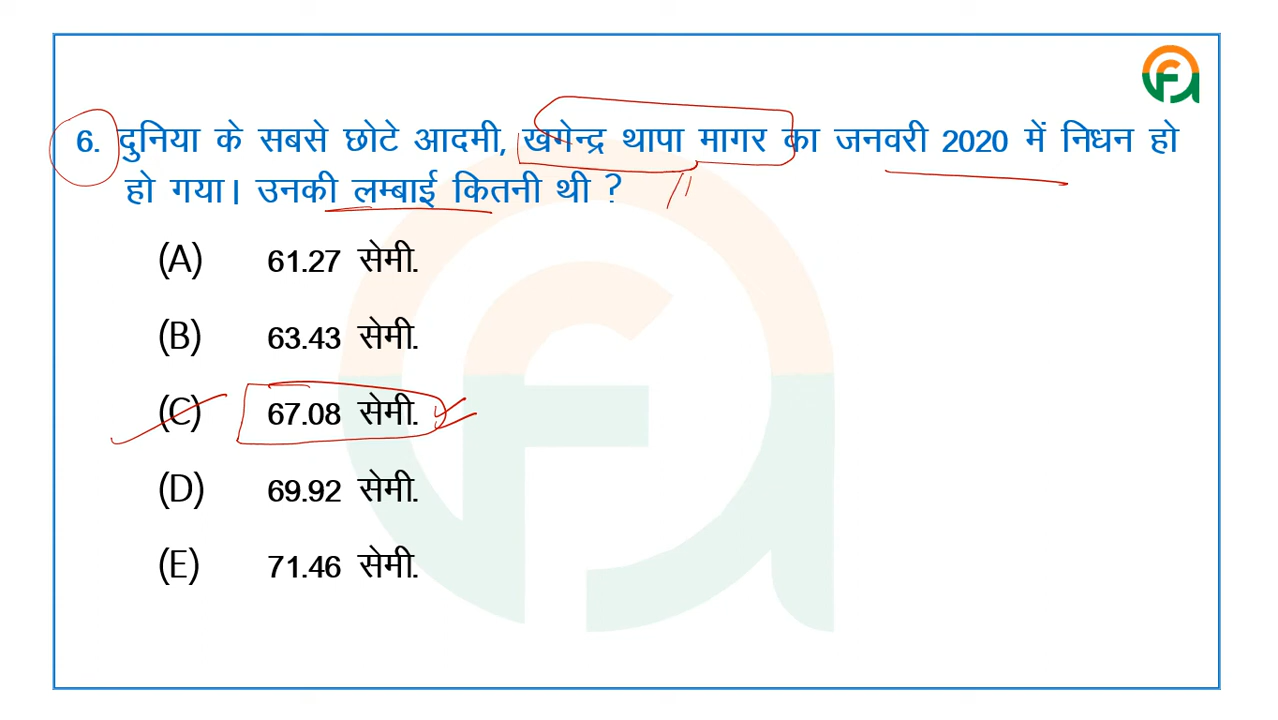 6. दुनिया के सबसे छोटे आदमी, खगेन्द्र थापा मागर का जनवरी 2020 में निधन हो
हो गया। उनकी लम्बाई कितनी थी ?
(A) 61.27 सेमी.
(B) 63.43 सेमी.
(C) 67.08 सेमी.
(D) 69.92 सेमी.
(E) 71.46 सेमी.